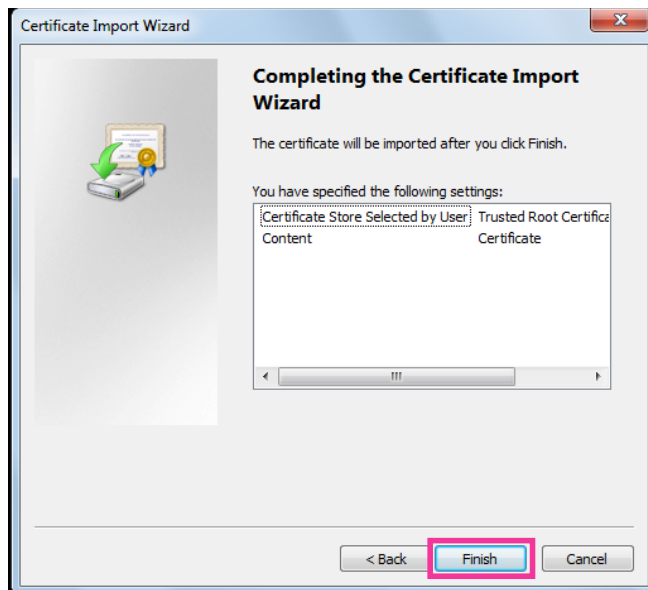 Certificate Import Wizard
Completing the Certificate Import
Wizard
The certificate will be imported after you click Finish.
You have specified the following settings:
Certificate Store Selected by User Trusted Root Certifica
Content Certificate
< Back Finish Cancel